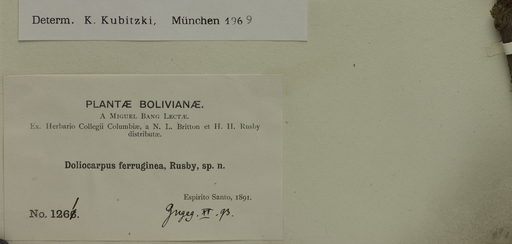 Determ. K. Kubitzki, München 1969
PLANTÆ BOLIVIANÆ.
A MIGUEL BANG LECTÆ.
Ex. Herbario Collegii Columbiæ, a N. L. Britton et H. H. Rusby
distributæ.
Doliocarpus ferruginea, Rusby, sp. n.
Espirito Santo, 1891.
No. 1261.